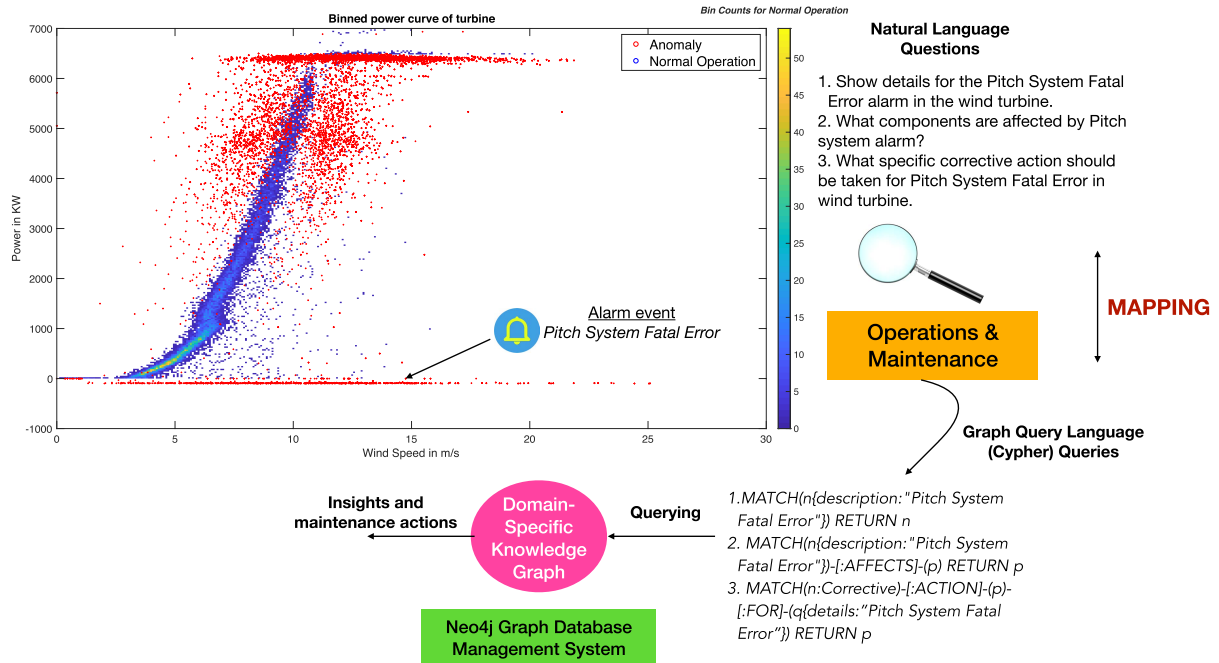 Binned power curve of turbine
Bin Counts for Normal Operation
7000
6000
5000
4000
3000
2000
1000
0
-1000
Power in KW
0
5
10
15
20
25
30
Wind Speed in m/s
Anomaly
Normal Operation
50
45
40
35
30
25
20
15
10
5
0
Alarm event
Pitch System Fatal Error
Natural Language
Questions
1. Show details for the Pitch System Fatal
Error alarm in the wind turbine.
2. What components are affected by Pitch
system alarm?
3. What specific corrective action should
be taken for Pitch System Fatal Error in
wind turbine.
MAPPING
Operations &
Maintenance
Graph Query Language
(Cypher) Queries
1.MATCH(n{description:"Pitch System
Fatal Error"}) RETURN n
2. MATCH(n{description:"Pitch System
Fatal Error"})-[:AFFECTS]-(p) RETURN p
3. MATCH(n:Corrective)-[:ACTION]-(p)-
[:FOR]-(q{details:”Pitch System Fatal
Error”}) RETURN p
Querying
Domain-
Specific
Knowledge
Graph
Insights and
maintenance actions
Neo4j Graph Database
Management System